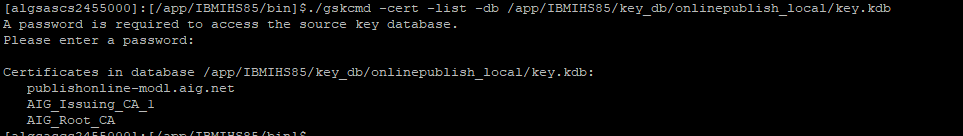 [algsascs2455000]:[/app/IBMIHS85/bin]$./gskcmd -cert -list -db /app/IBMIHS85/key_db/onlinepublish_local/key.kdb
A password is required to access the source key database.
Please enter a password:
Certificates in database /app/IBMIHS85/key_db/onlinepublish_local/key.kdb:
publishonline-modl.aig.net
AIG_Issuing_CA_1
AIG_Root_CA
[algsascs2455000]:[/app/IBMIHS85/bin]$